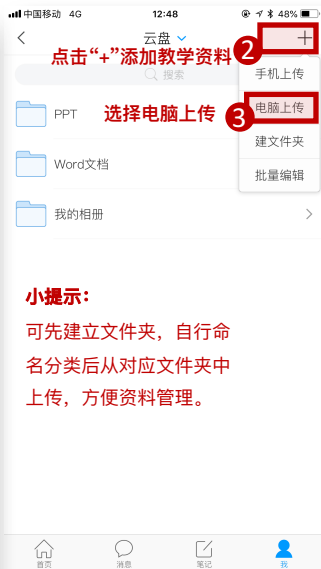 中国移动 4G 12:48 48%
云盘
点击“+”添加教学资料 2
搜索
手机上传
PPT
选择电脑上传 3
电脑上传
建文件夹
Word文档
批量编辑
我的相册
小提示：
可先建立文件夹，自行命
名分类后从对应文件夹中
上传，方便资料管理。
首页 消息 笔记 我